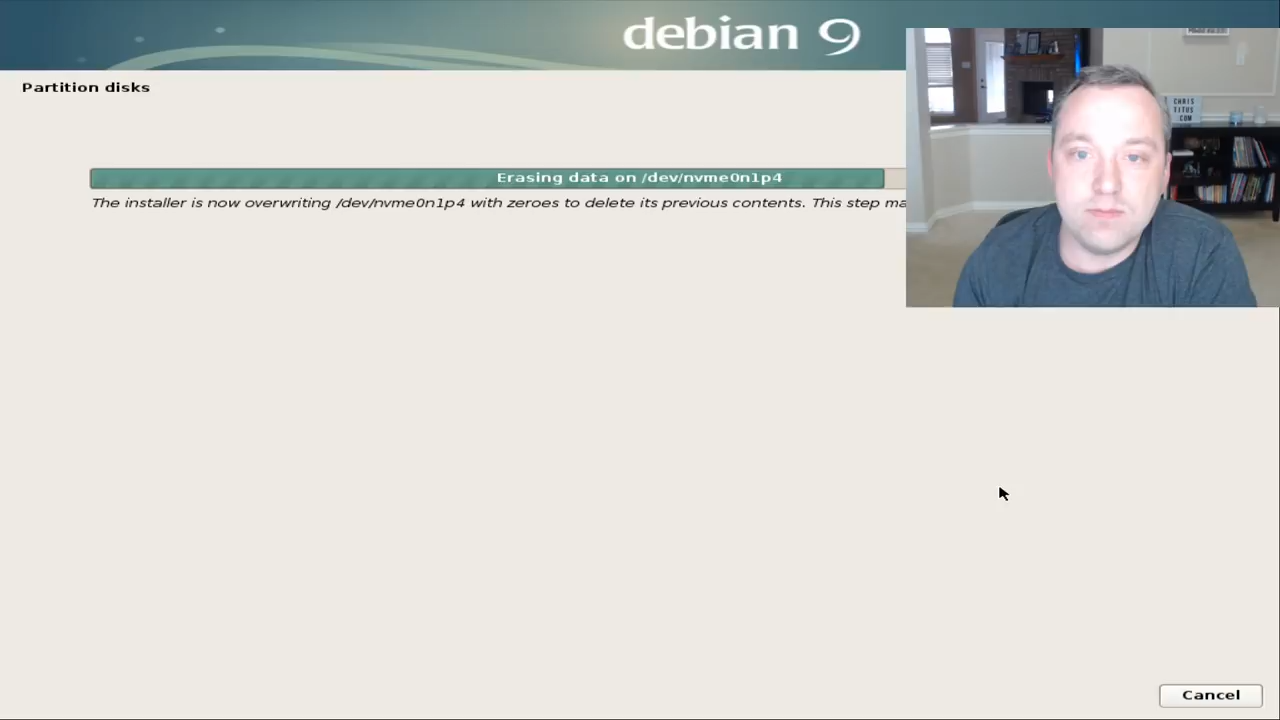 debian 9
Partition disks
Erasing data on /dev/nvme0n1p4
The installer is now overwriting /dev/nvme0n1p4 with zeroes to delete its previous contents. This step ma
CHRIS
TITUS
COM
Cancel